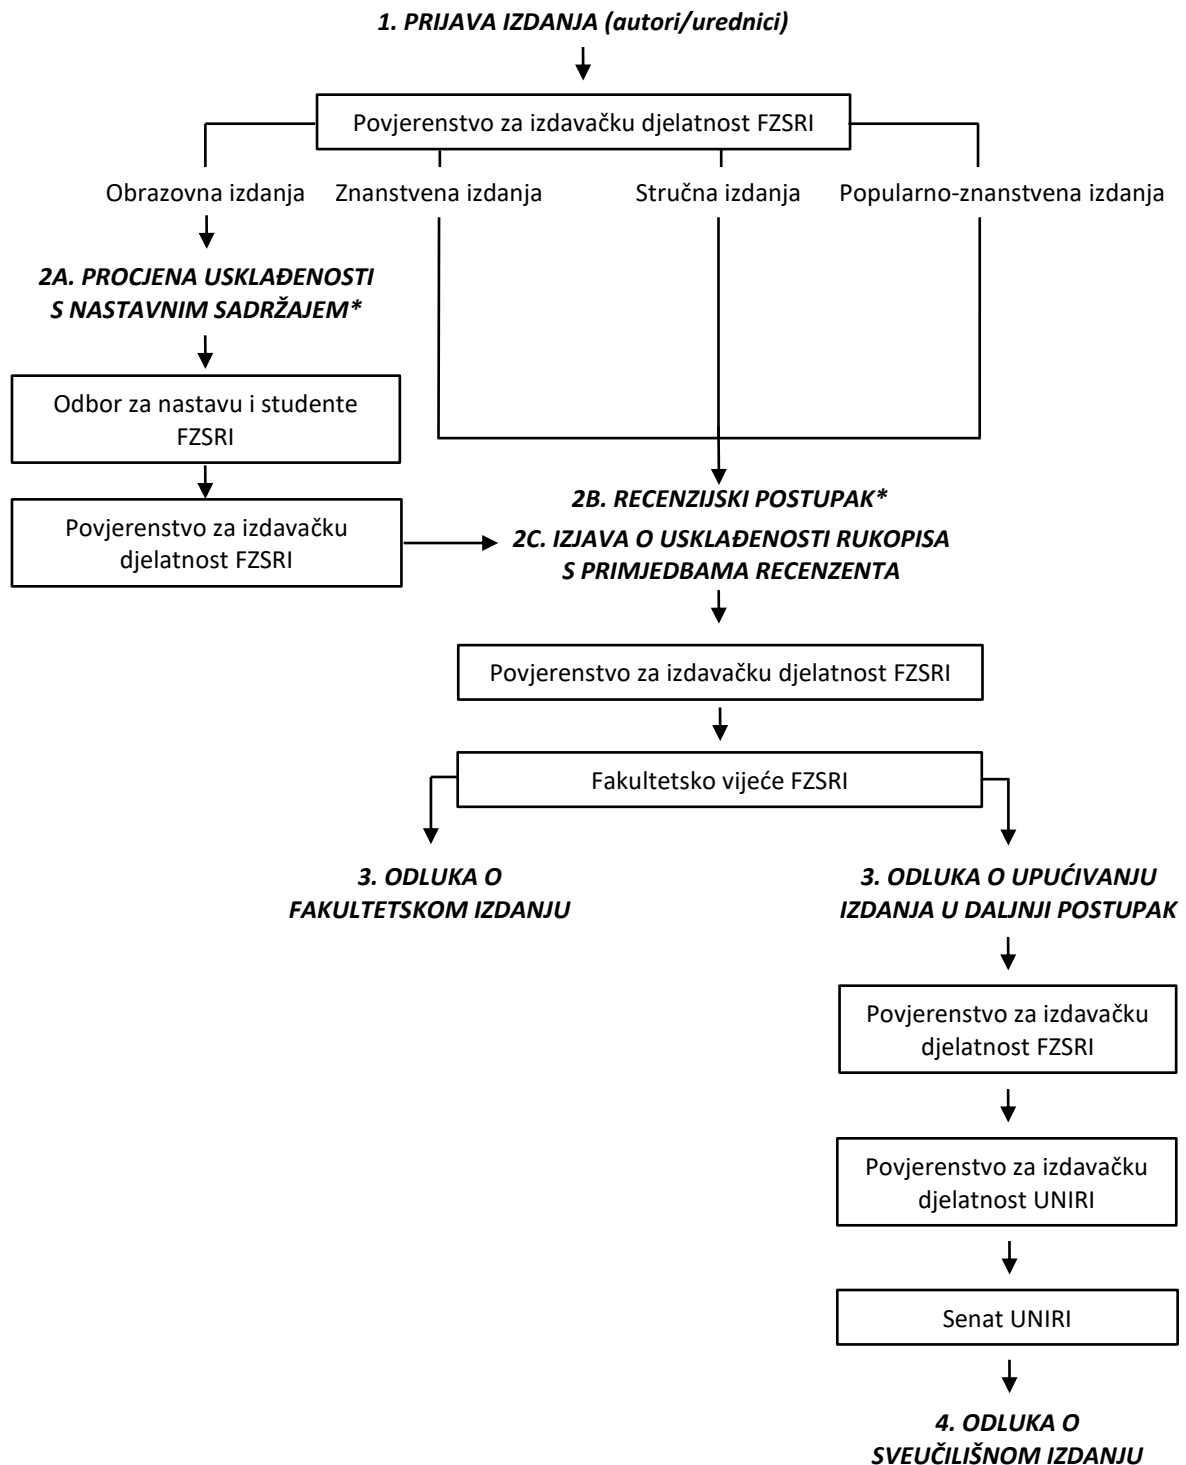 1. PRIJAVA IZDANJA (autori/urednici)
Povjerenstvo za izdavačku djelatnost FZSRI
Obrazovna izdanja
Znanstvena izdanja
Stručna izdanja
Popularno-znanstvena izdanja
2A. PROCJENA USKLAĐENOSTI
S NASTAVNIM SADRŽAJEM*
Odbor za nastavu i studente
FZSRI
Povjerenstvo za izdavačku
djelatnost FZSRI
2B. RECENZIJSKI POSTUPAK*
2C. IZJAVA O USKLAĐENOSTI RUKOPISA
S PRIMJEDBAMA RECENZENTA
Povjerenstvo za izdavačku djelatnost FZSRI
Fakultetsko vijeće FZSRI
3. ODLUKA O
FAKULTETSKOM IZDANJU
3. ODLUKA O UPUĆIVANJU
IZDANJA U DALJNJI POSTUPAK
Povjerenstvo za izdavačku
djelatnost FZSRI
Povjerenstvo za izdavačku
djelatnost UNIRI
Senat UNIRI
4. ODLUKA O
SVEUČILIŠNOM IZDANJU